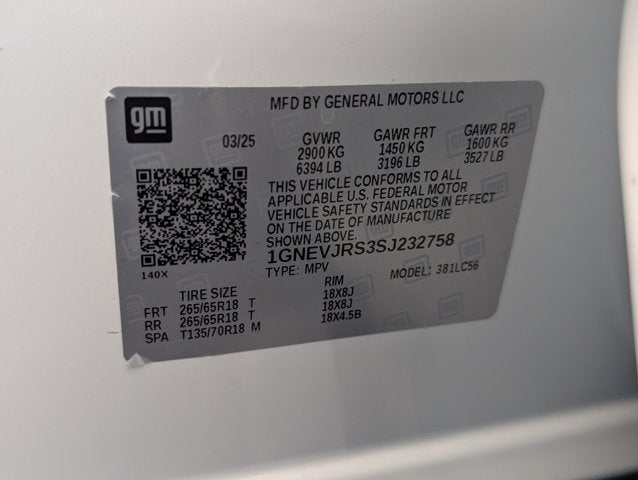 gm
MFD BY GENERAL MOTORS LLC
03/25 GVWR GAWR FRT GAWR RR
2900 KG 1450 KG 1600 KG
6394 LB 3196 LB 3527 LB
THIS VEHICLE CONFORMS TO ALL
APPLICABLE U.S. FEDERAL MOTOR
VEHICLE SAFETY STANDARDS IN EFFECT
ON THE DATE OF MANUFACTURE
SHOWN ABOVE.
140X
1GNEVJRS3SJ232758
TYPE: MPV MODEL: 381LC56
TIRE SIZE RIM
FRT 265/65R18 T 18X8J
RR 265/65R18 T 18X8J
SPA T135/70R18 M 18X4.5B